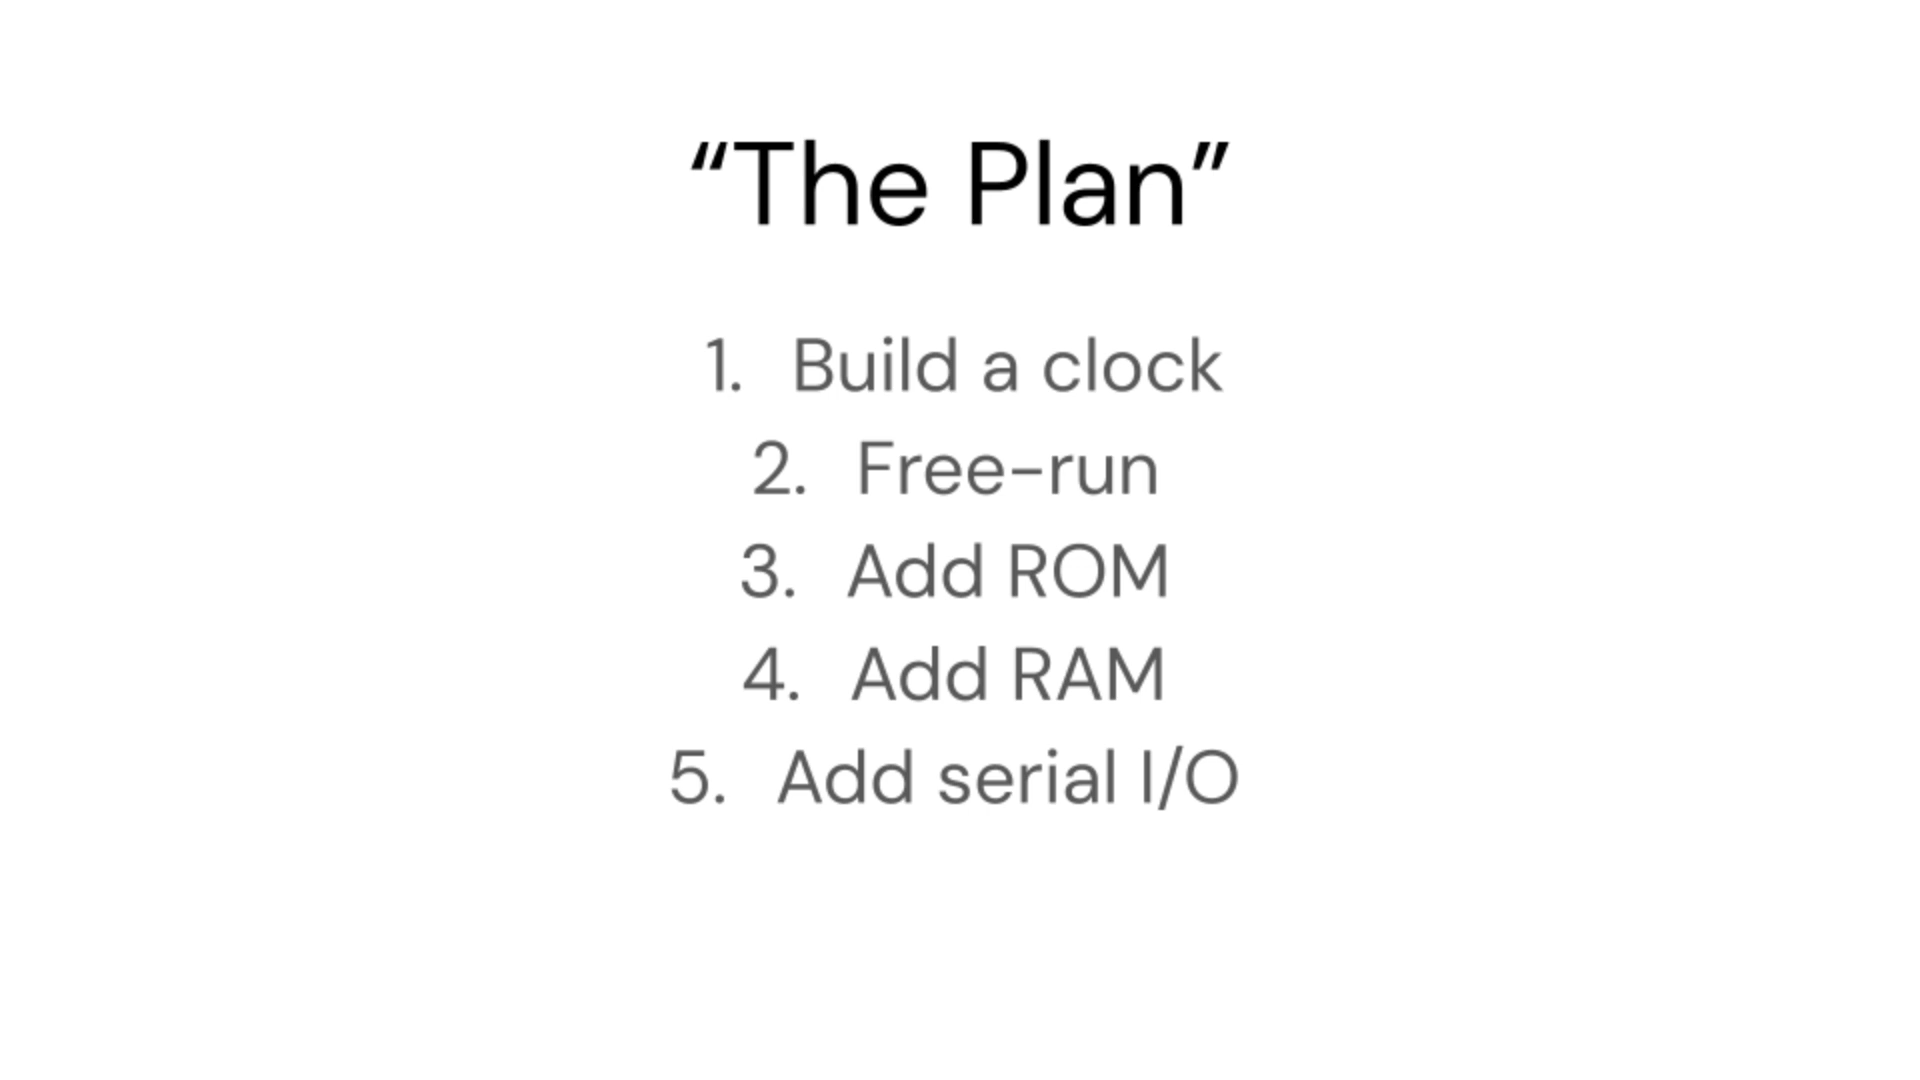 “The Plan”
1. Build a clock
2. Free-run
3. Add ROM
4. Add RAM
5. Add serial I/O